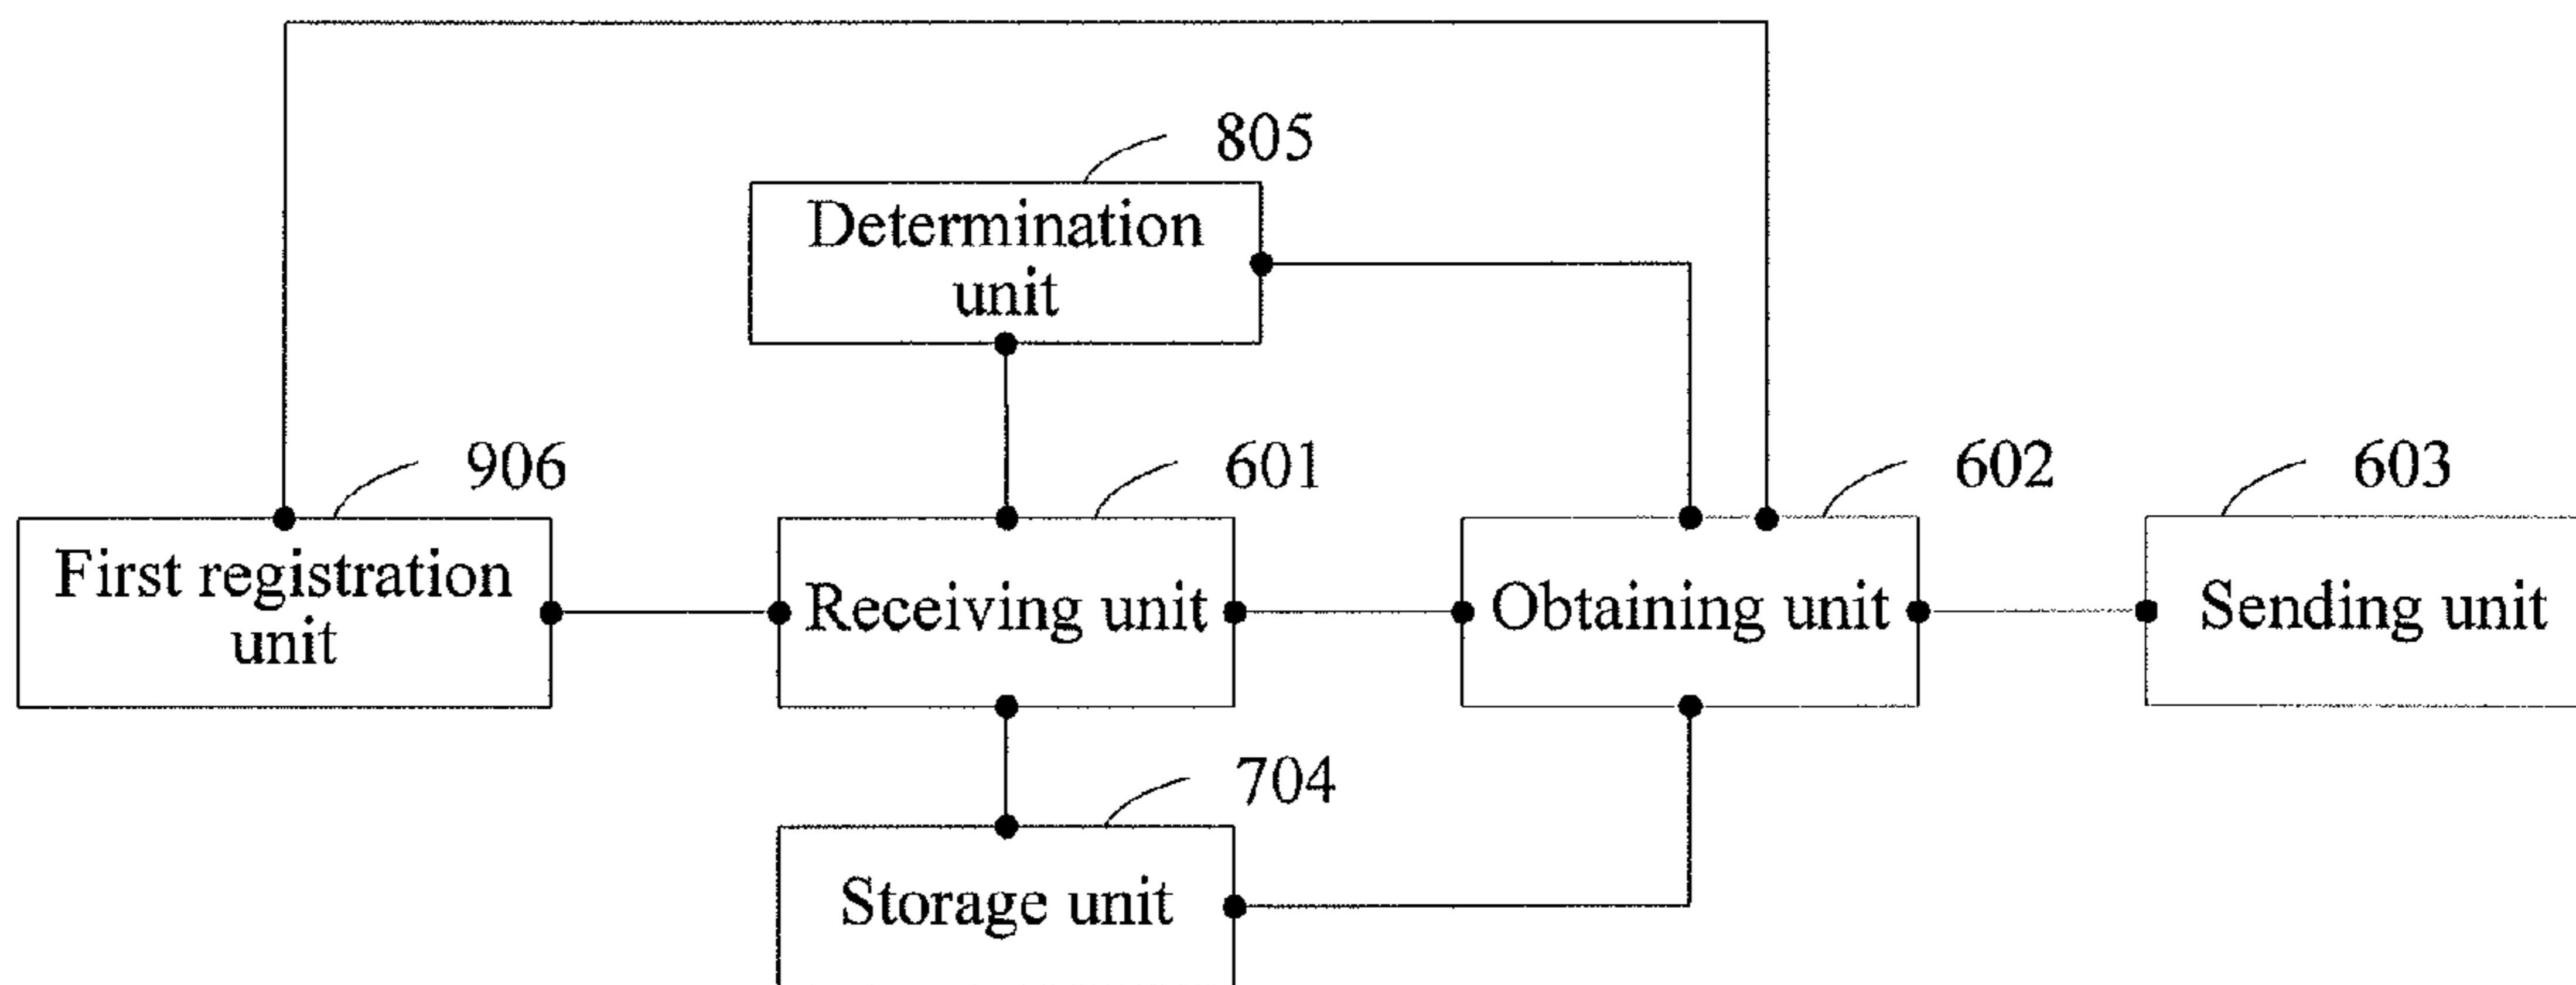 805
Determination
unit
906
601
602
603
First registration
unit
Receiving unit
Obtaining unit
Sending unit
704
Storage unit